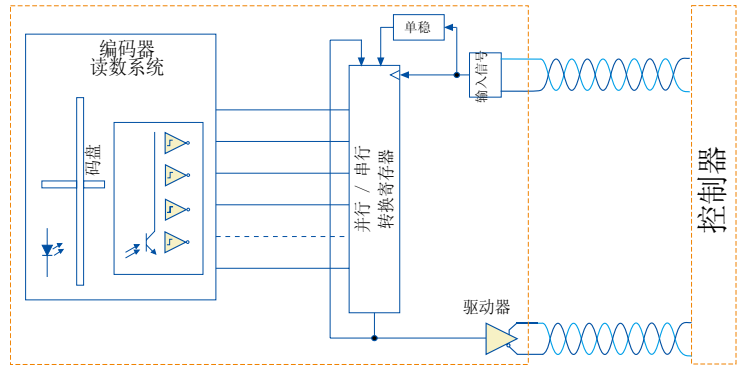 编码器
读数系统
码盘
单稳
输入信号
并行 / 串行
转换寄存器
驱动器
控制器